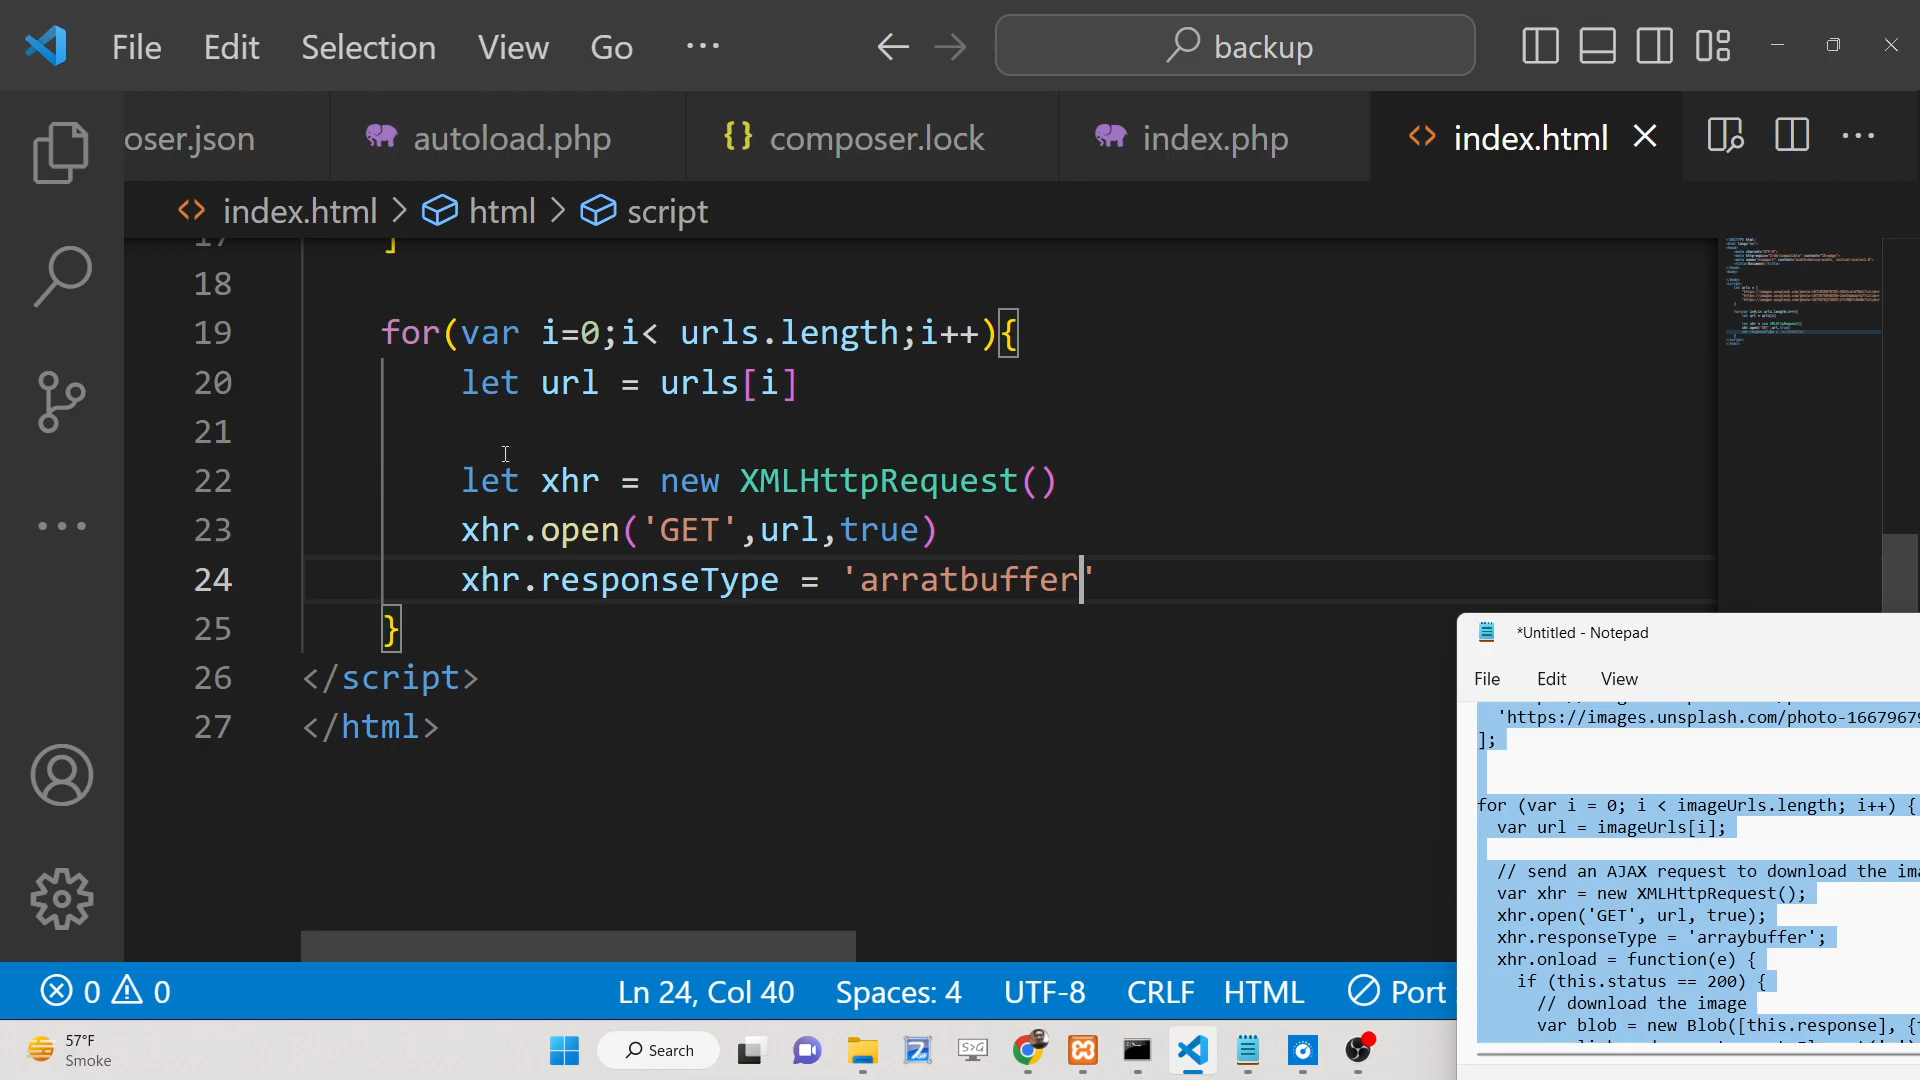 File Edit Selection View Go ... backup
oser.json autoload.php composer.lock index.php index.html
index.html > html > script
17 ]
18
19 for(var i=0;i< urls.length;i++){
20 let url = urls[i]
21
22 let xhr = new XMLHttpRequest()
23 xhr.open('GET',url,true)
24 xhr.responseType = 'arratbuffer'
25 }
26 </script>
27 </html>
*Untitled - Notepad
File Edit View
'https://images.unsplash.com/photo-1667967
];
for (var i = 0; i < imageUrls.length; i++) {
var url = imageUrls[i];
// send an AJAX request to download the ima
var xhr = new XMLHttpRequest();
xhr.open('GET', url, true);
xhr.responseType = 'arraybuffer';
xhr.onload = function(e) {
if (this.status == 200) {
// download the image
var blob = new Blob([this.response], {
0 0 Ln 24, Col 40 Spaces: 4 UTF-8 CRLF HTML Port
57°F
Smoke
Search